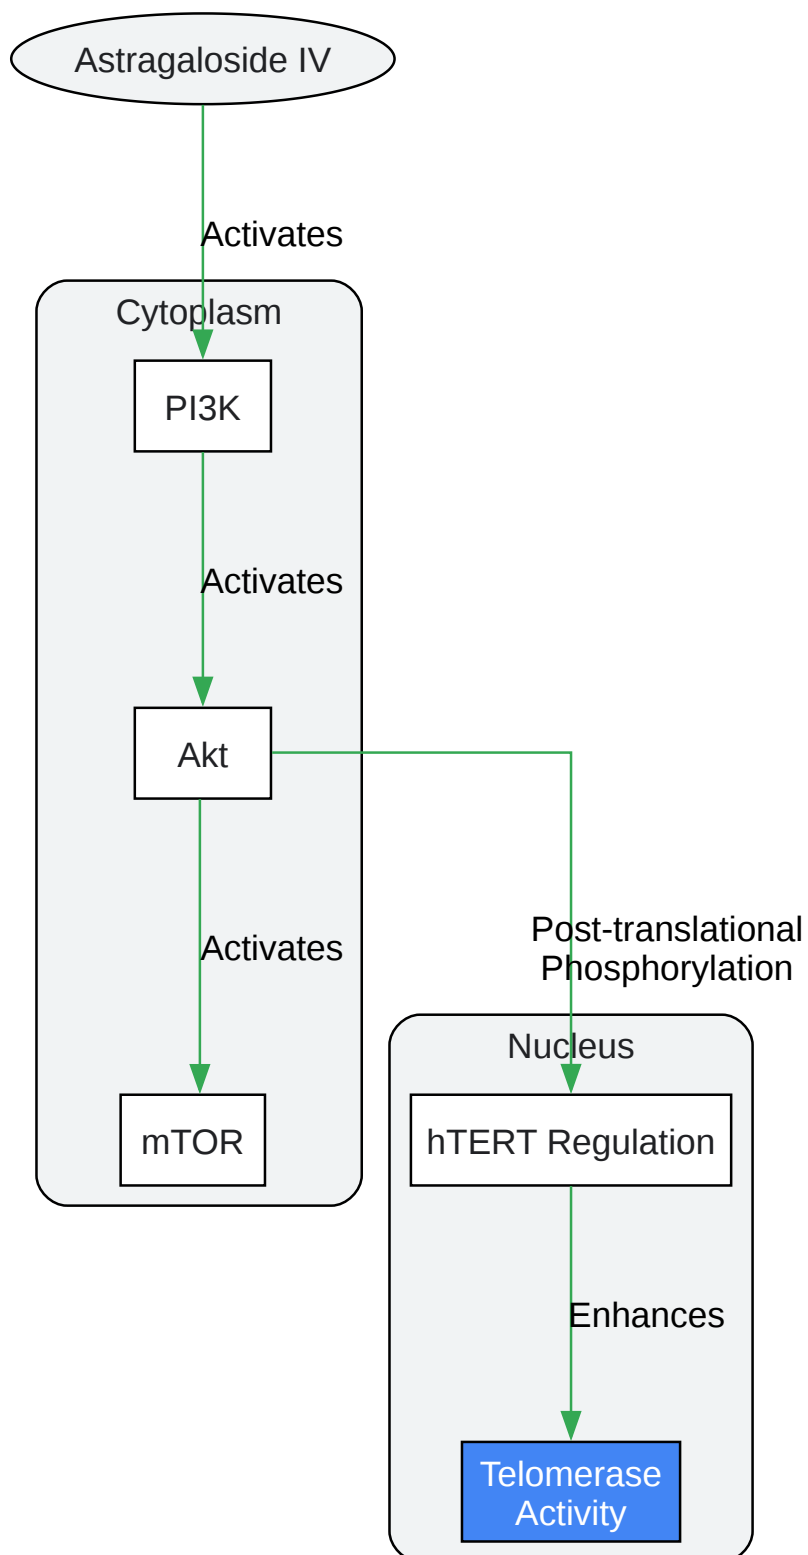 Astragaloside IV
Activates
Cytoplasm
PI3K
Activates
Akt
Post-translational
Phosphorylation
Activates
Nucleus
mTOR
hTERT Regulation
Enhances
Telomerase
Activity